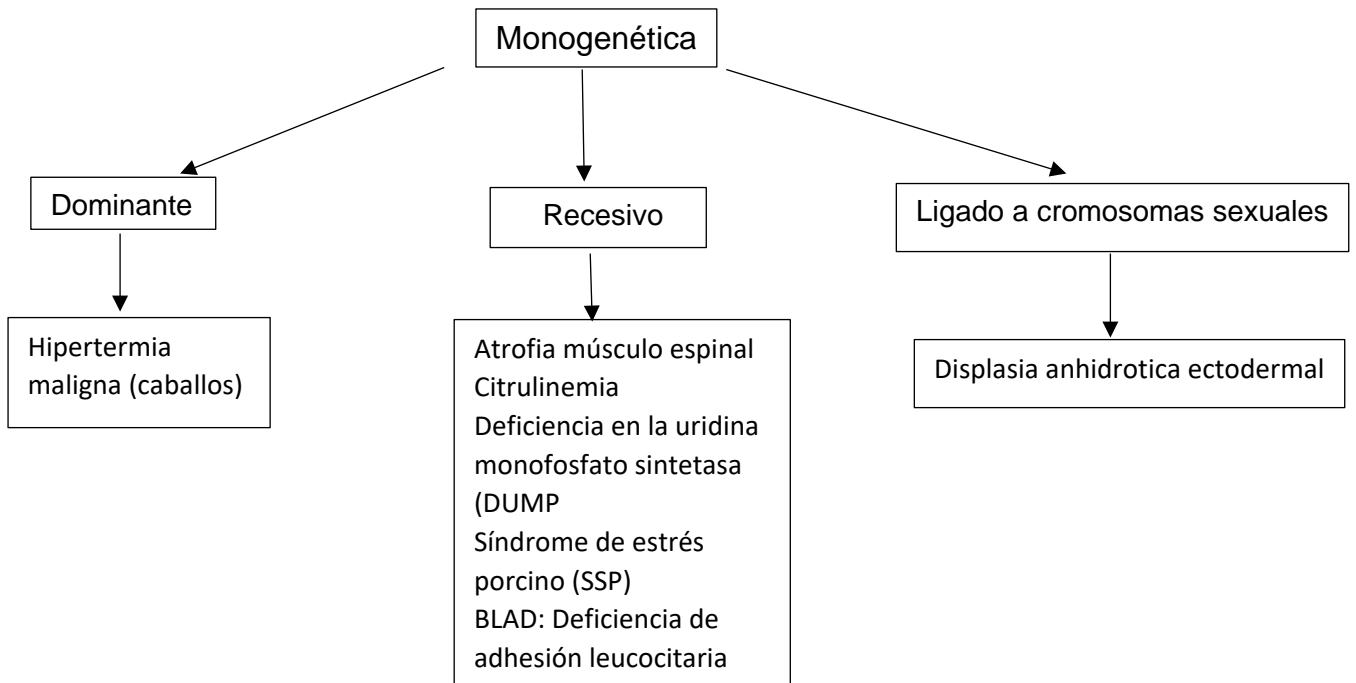 Monogenética
Dominante
Recesivo
Ligado a cromosomas sexuales
Hipertermia
maligna (caballos)
Atrofia músculo espinal
Citrulinemia
Deficiencia en la uridina
monofosfato sintetasa
(DUMP
Síndrome de estrés
porcino (SSP)
BLAD: Deficiencia de
adhesión leucocitaria
Displasia anhidrotica ectodermal